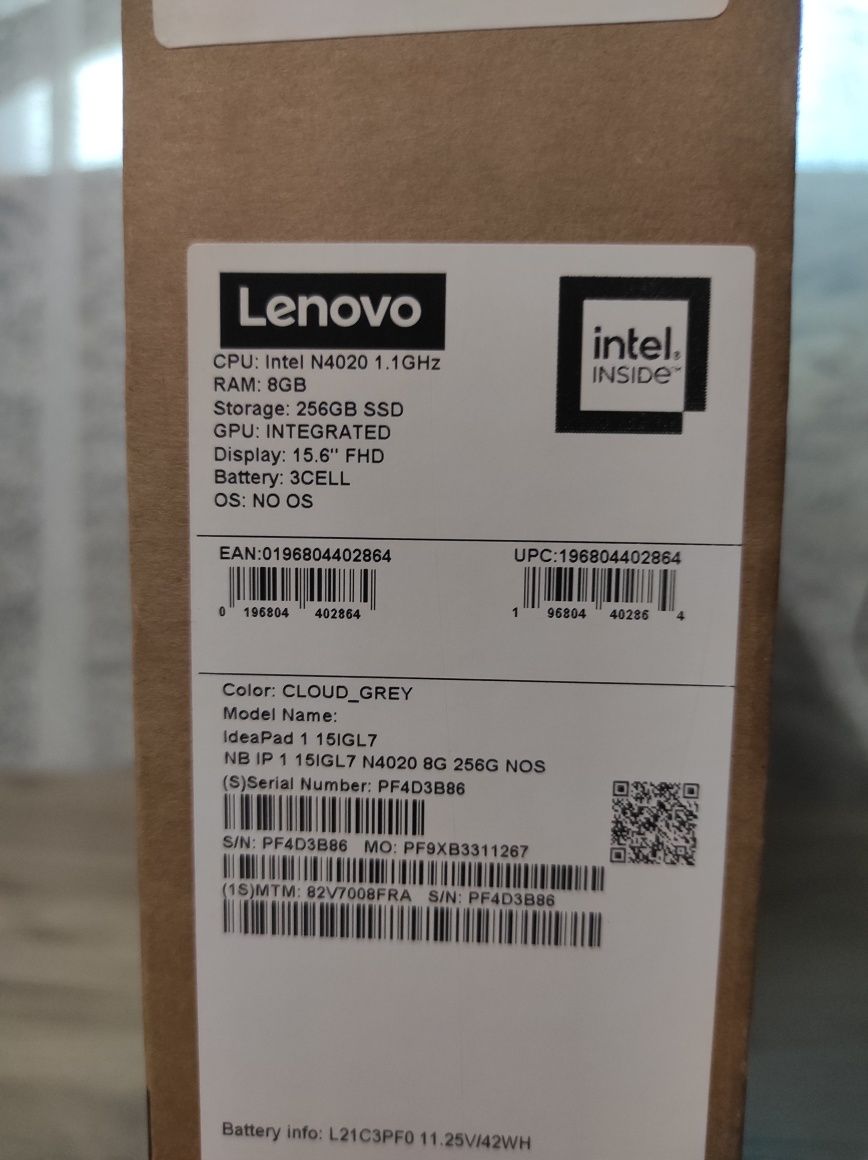 Lenovo
intel®
INSIDE™
CPU: Intel N4020 1.1GHz
RAM: 8GB
Storage: 256GB SSD
GPU: INTEGRATED
Display: 15.6" FHD
Battery: 3CELL
OS: NO OS
EAN:0196804402864
0 196804 402864
UPC:196804402864
1 96804 40286 4
Color: CLOUD_GREY
Model Name:
IdeaPad 1 15IGL7
NB IP 1 15IGL7 N4020 8G 256G NOS
(S)Serial Number: PF4D3B86
S/N: PF4D3B86 MO: PF9XB3311267
(1S)MTM: 82V7008FRA S/N: PF4D3B86
Battery info: L21C3PF0 11.25V/42WH